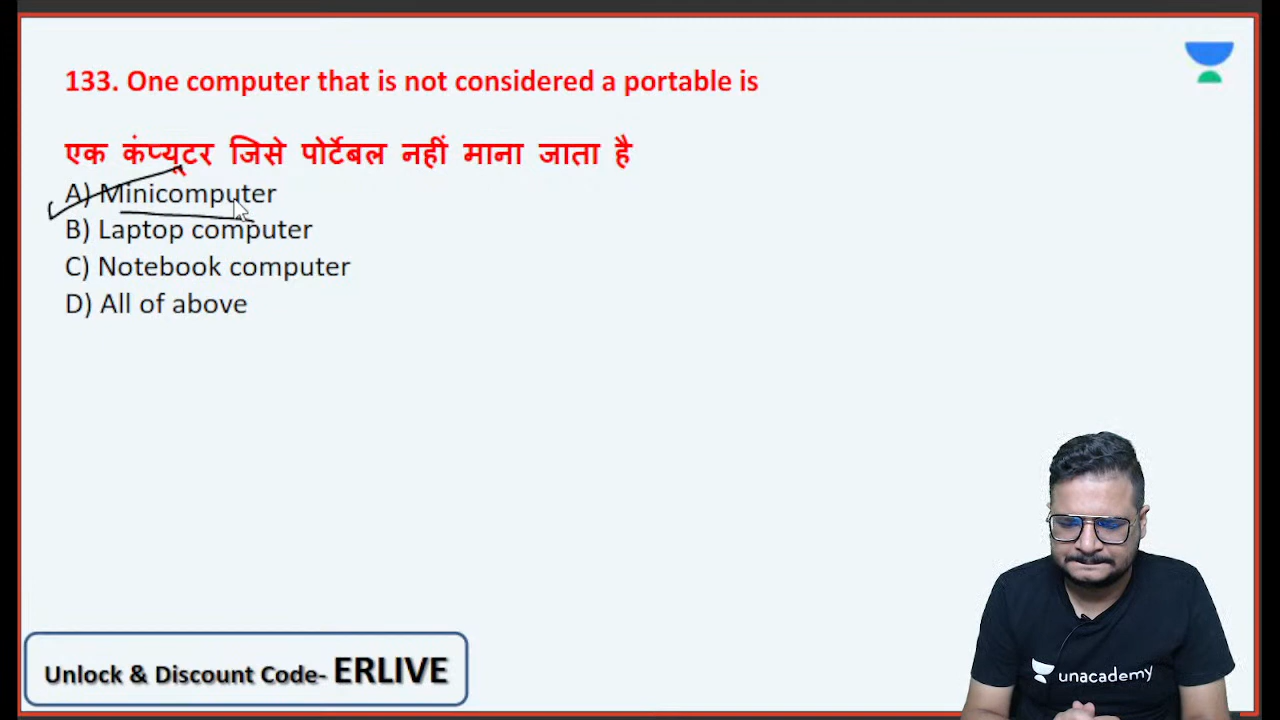 133. One computer that is not considered a portable is
एक कंप्यूटर जिसे पोर्टेबल नहीं माना जाता है
A) Minicomputer
B) Laptop computer
C) Notebook computer
D) All of above
Unlock & Discount Code- ERLIVE
unacademy